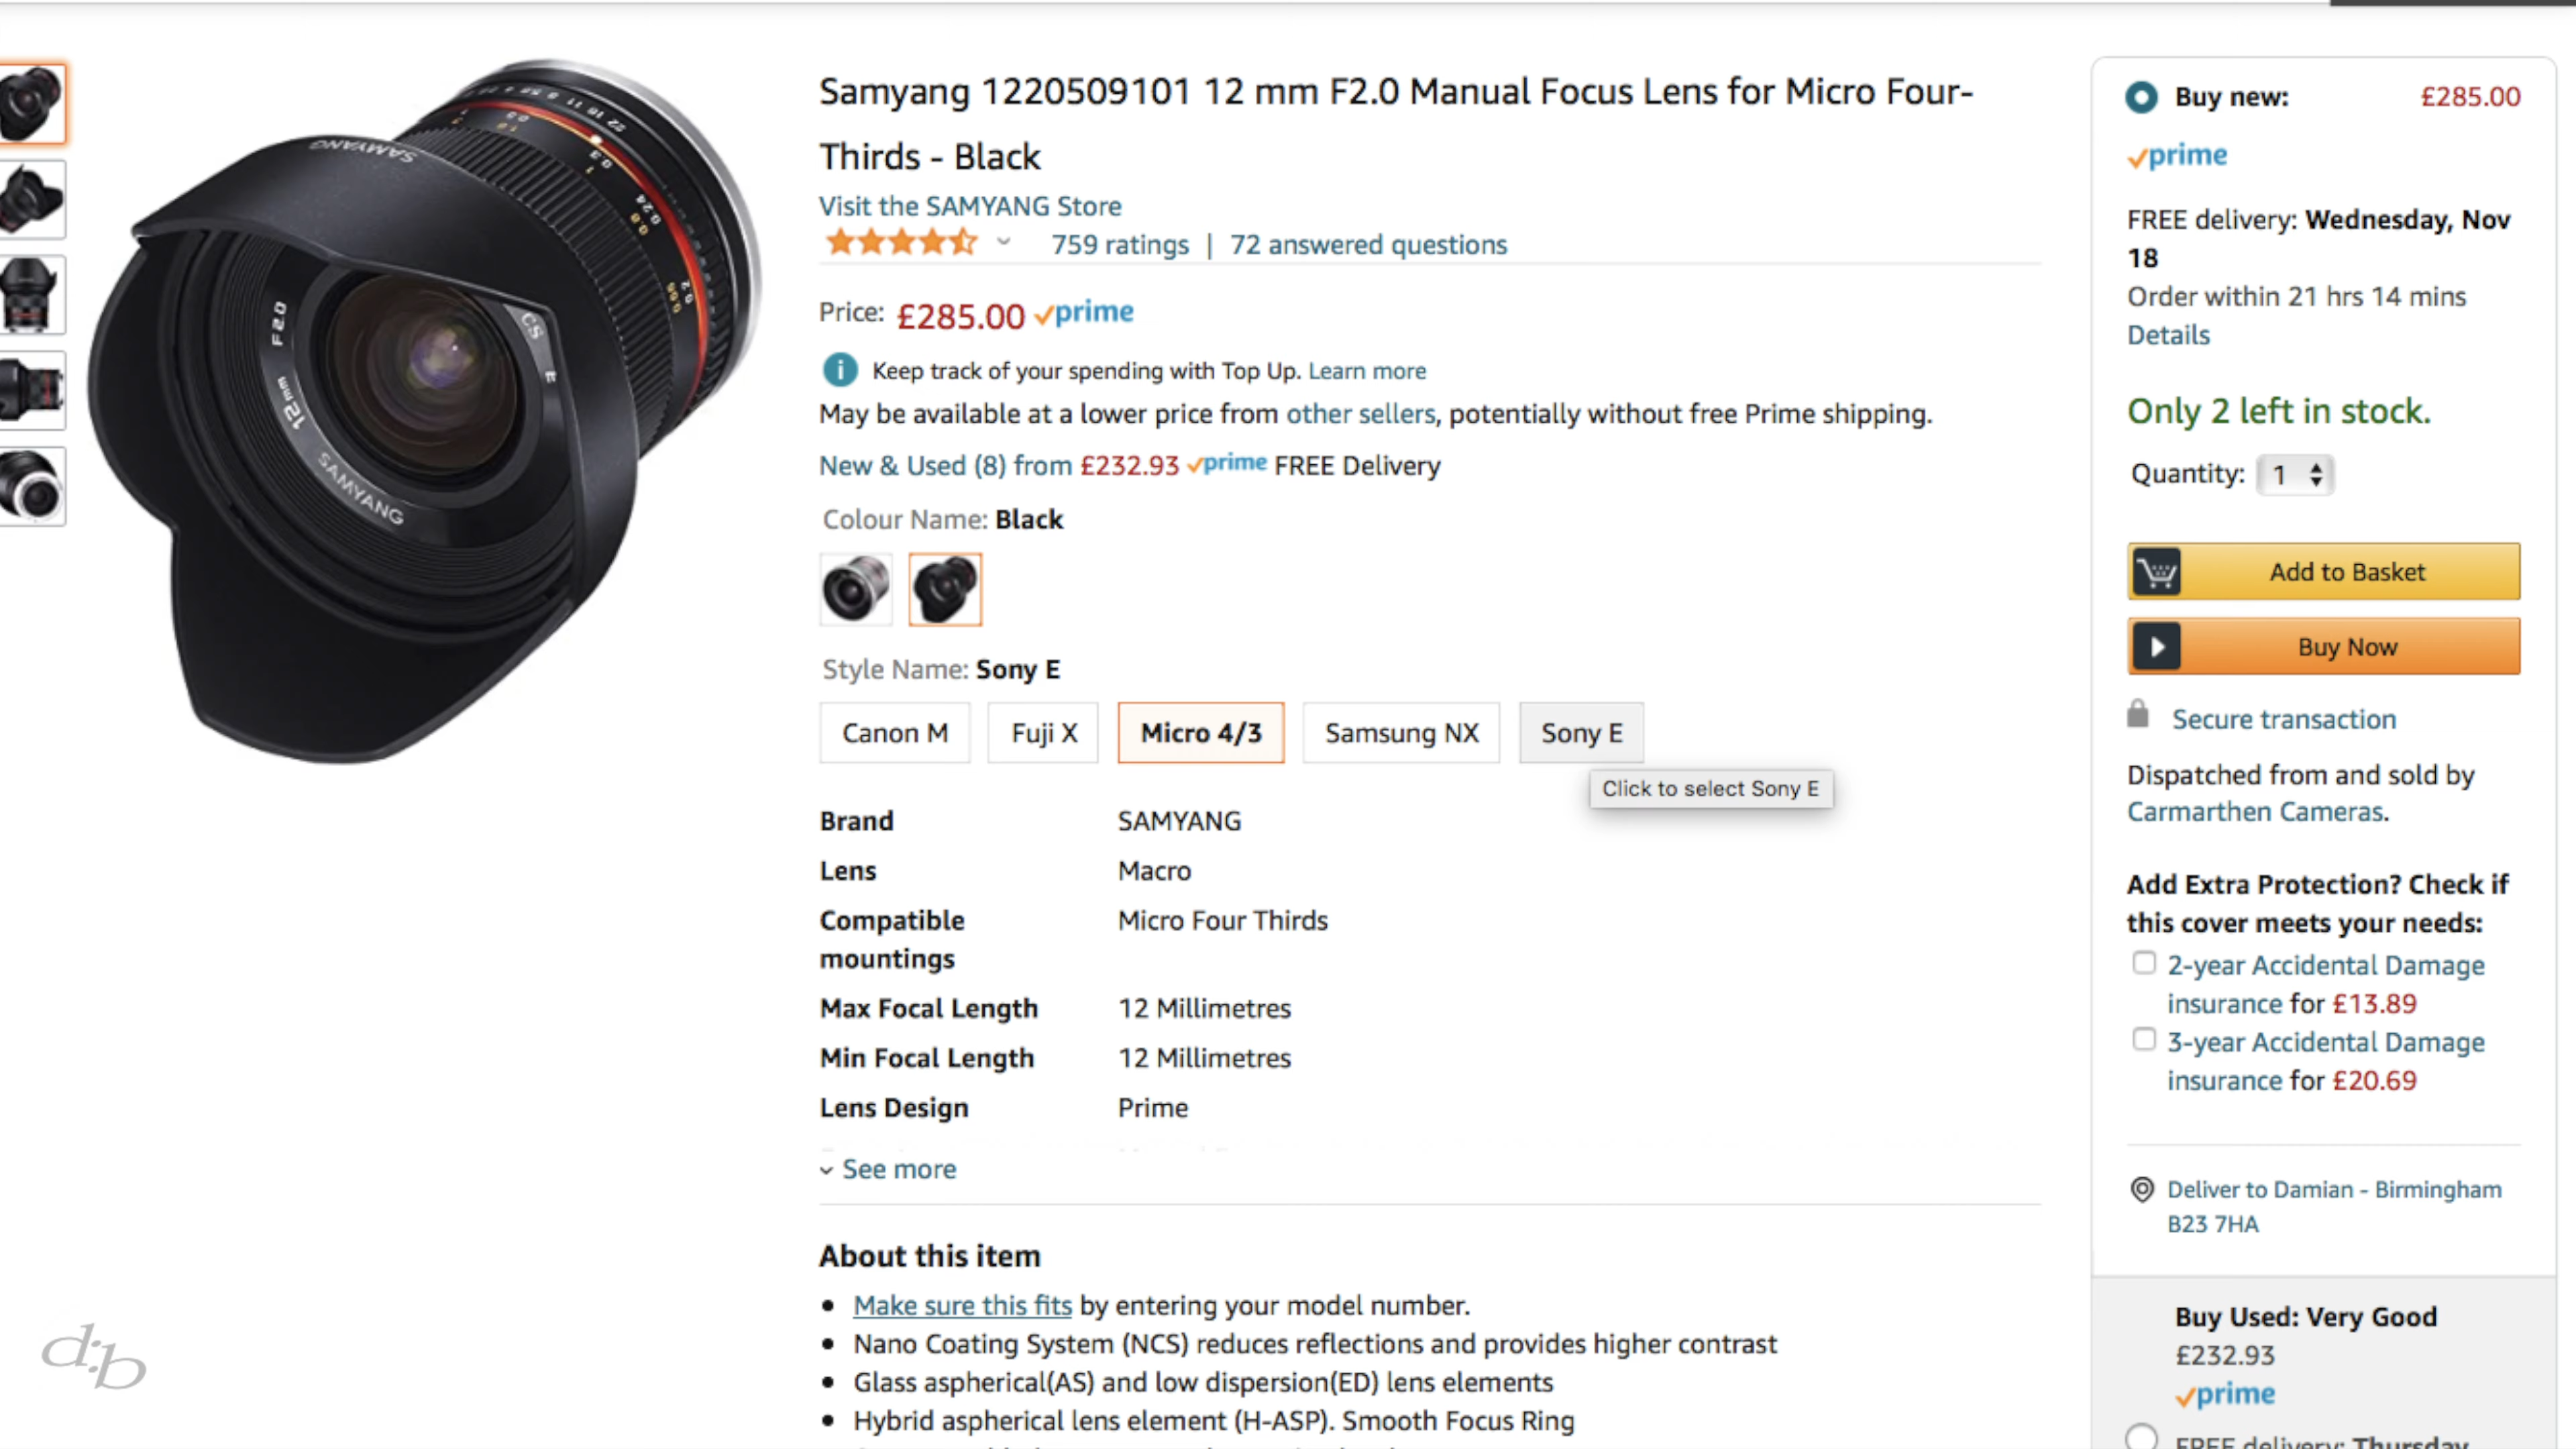 Samyang 1220509101 12 mm F2.0 Manual Focus Lens for Micro Four-
Thirds - Black
Visit the SAMYANG Store
759 ratings | 72 answered questions
Price: £285.00 prime
Keep track of your spending with Top Up. Learn more
May be available at a lower price from other sellers, potentially without free Prime shipping.
New & Used (8) from £232.93 prime FREE Delivery
Colour Name: Black
Style Name: Sony E
Canon M
Fuji X
Micro 4/3
Samsung NX
Sony E
Click to select Sony E
Brand SAMYANG
Lens Macro
Compatible Micro Four Thirds
mountings
Max Focal Length 12 Millimetres
Min Focal Length 12 Millimetres
Lens Design Prime
See more
About this item
Make sure this fits by entering your model number.
Nano Coating System (NCS) reduces reflections and provides higher contrast
Glass aspherical(AS) and low dispersion(ED) lens elements
Hybrid aspherical lens element (H-ASP). Smooth Focus Ring
Buy new: £285.00
prime
FREE delivery: Wednesday, Nov
18
Order within 21 hrs 14 mins
Details
Only 2 left in stock.
Quantity: 1
Add to Basket
Buy Now
Secure transaction
Dispatched from and sold by
Carmarthen Cameras.
Add Extra Protection? Check if
this cover meets your needs:
2-year Accidental Damage
insurance for £13.89
3-year Accidental Damage
insurance for £20.69
Deliver to Damian - Birmingham
B23 7HA
Buy Used: Very Good
£232.93
prime
FREE delivery: Thursday
SAMYANG
F2.0
12mm
SAMYANG
CS
d:b